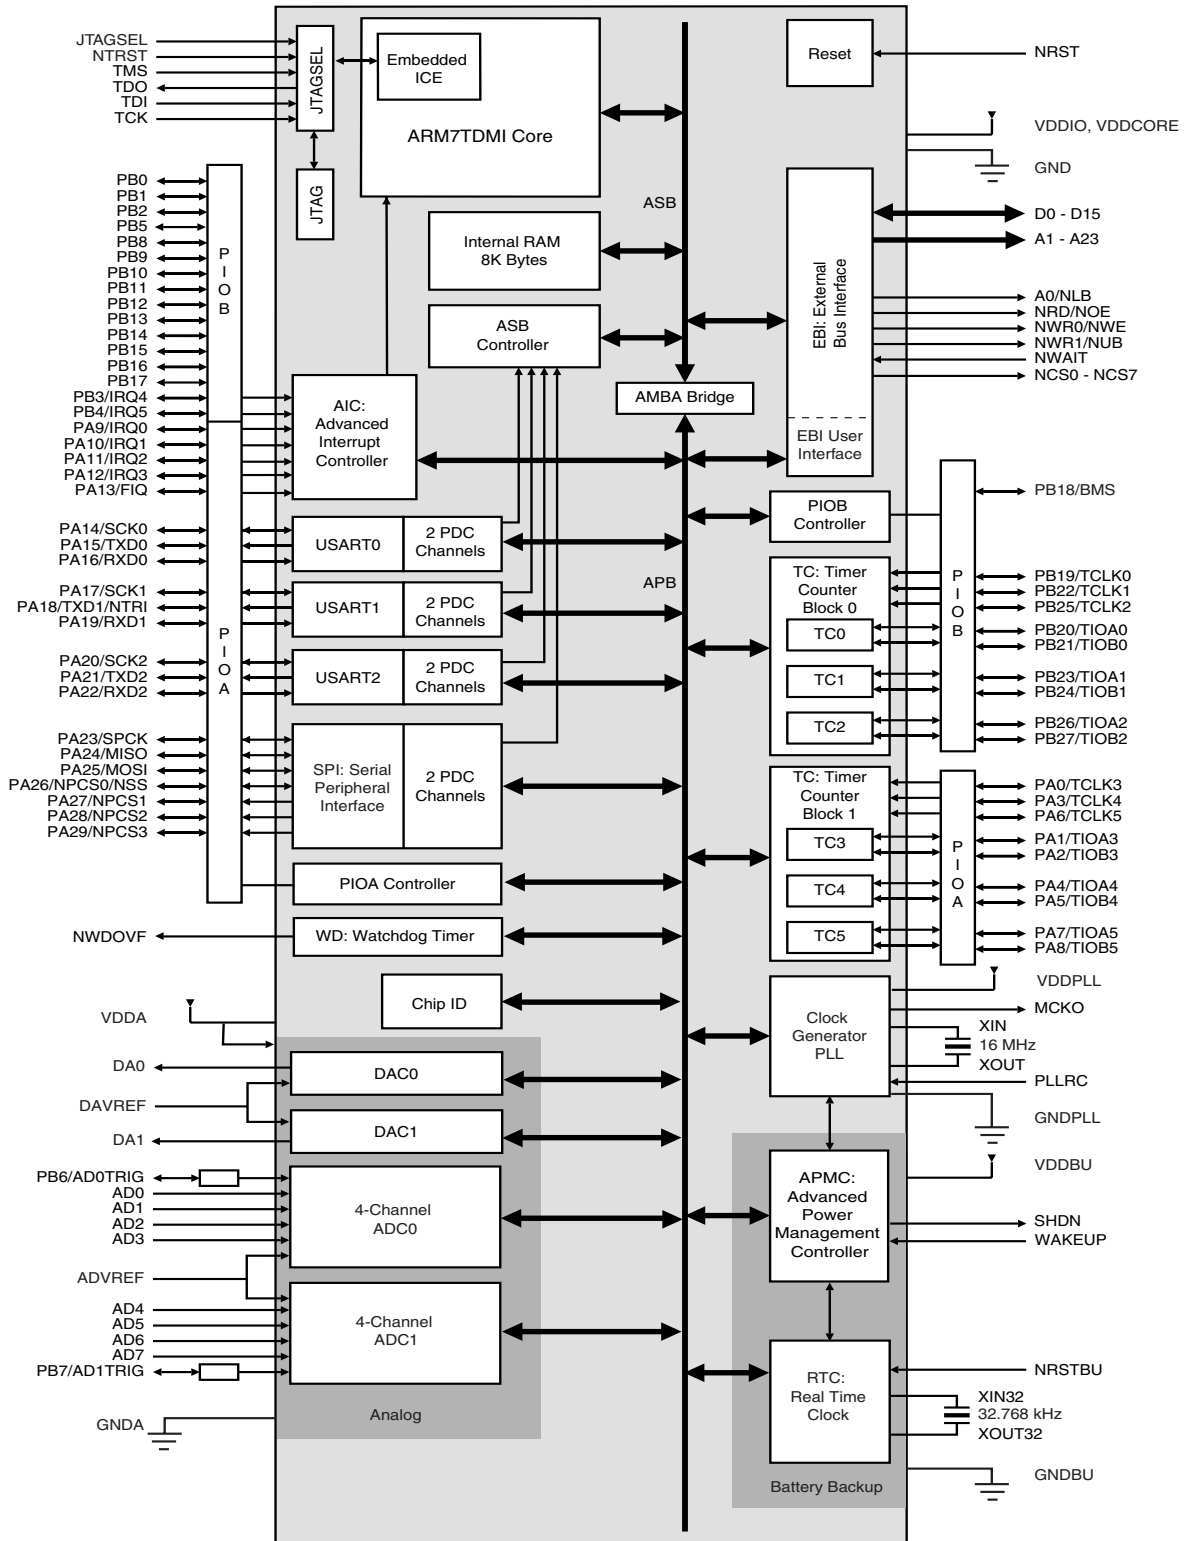 JTAGSEL
NTRST
TMS
TDO
TDI
TCK
JTAGSEL
JTAG
Embedded
ICE
ARM7TDMI Core
Reset
NRST
VDDIO, VDDCORE
GND
PB0
PB1
PB2
PB5
PB8
PB9
PB10
PB11
PB12
PB13
PB14
PB15
PB16
PB17
PB3/IRQ4
PB4/IRQ5
PA9/IRQ0
PA10/IRQ1
PA11/IRQ2
PA12/IRQ3
PA13/FIQ
PA14/SCK0
PA15/TXD0
PA16/RXD0
PA17/SCK1
PA18/TXD1/NTRI
PA19/RXD1
PA20/SCK2
PA21/TXD2
PA22/RXD2
PA23/SPCK
PA24/MISO
PA25/MOSI
PA26/NPCS0/NSS
PA27/NPCS1
PA28/NPCS2
PA29/NPCS3
PIOB
PIOA
ASB
Internal RAM
8K Bytes
ASB
Controller
AMBA Bridge
EBI: External
Bus Interface
EBI User
Interface
D0 - D15
A1 - A23
A0/NLB
NRD/NOE
NWR0/NWE
NWR1/NUB
NWAIT
NCS0 - NCS7
AIC:
Advanced
Interrupt
Controller
USART0
2 PDC
Channels
USART1
2 PDC
Channels
USART2
2 PDC
Channels
SPI: Serial
Peripheral
Interface
2 PDC
Channels
APB
PIOA Controller
NWDOVF
WD: Watchdog Timer
Chip ID
PIOB
Controller
PIOB
PB18/BMS
TC: Timer
Counter
Block 0
TC0
TC1
TC2
PB19/TCLK0
PB22/TCLK1
PB25/TCLK2
PB20/TIOA0
PB21/TIOB0
PB23/TIOA1
PB24/TIOB1
PB26/TIOA2
PB27/TIOB2
TC: Timer
Counter
Block 1
TC3
TC4
TC5
PIOA
PA0/TCLK3
PA3/TCLK4
PA6/TCLK5
PA1/TIOA3
PA2/TIOB3
PA4/TIOA4
PA5/TIOB4
PA7/TIOA5
PA8/TIOB5
Clock
Generator
PLL
VDDPLL
MCKO
XIN
16 MHz
XOUT
PLLRC
GNDPLL
VDDA
DA0
DAVREF
DA1
DAC0
DAC1
PB6/AD0TRIG
AD0
AD1
AD2
AD3
ADVREF
AD4
AD5
AD6
AD7
PB7/AD1TRIG
GNDA
4-Channel
ADC0
4-Channel
ADC1
Analog
APMC:
Advanced
Power
Management
Controller
VDDBU
SHDN
WAKEUP
RTC:
Real Time
Clock
NRSTBU
XIN32
32.768 kHz
XOUT32
GNDBU
Battery Backup